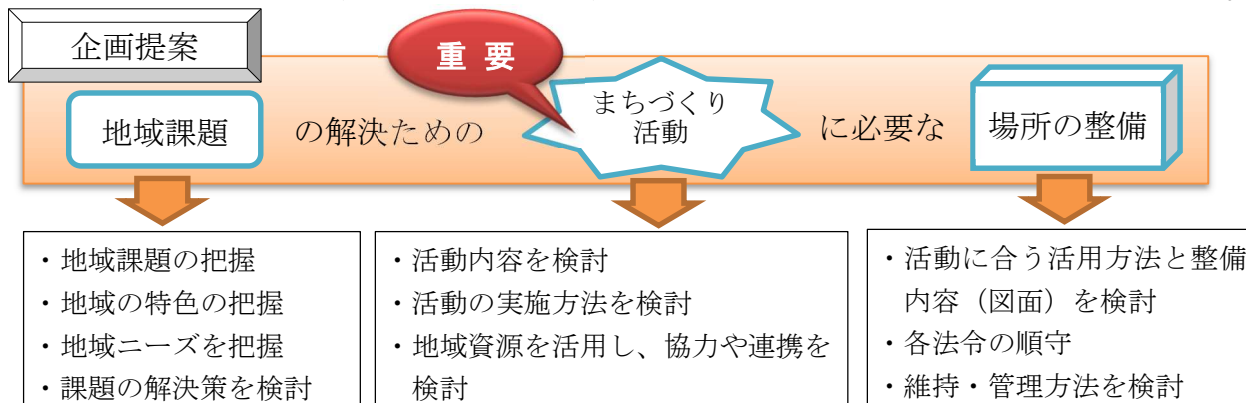 企画提案
重要
地域課題 の解決ための まちづくり活動 に必要な 場所の整備
・地域課題の把握
・地域の特色の把握
・地域ニーズを把握
・課題の解決策を検討
・活動内容を検討
・活動の実施方法を検討
・地域資源を活用し、協力や連携を
検討
・活動に合う活用方法と整備
内容（図面）を検討
・各法令の順守
・維持・管理方法を検討